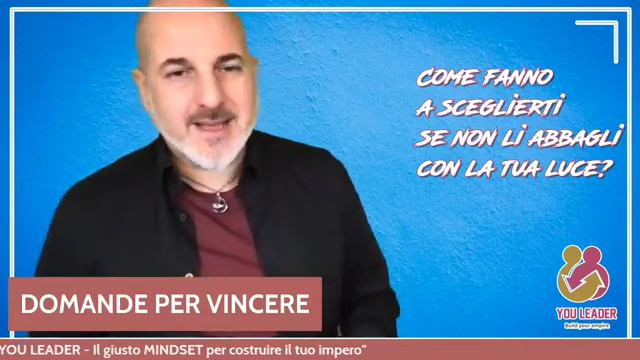 COME FANNO
A SCEGLIERTI
SE NON LI ABBAGLI
CON LA TUA LUCE?
DOMANDE PER VINCERE
YOU LEADER
Build your empire
YOU LEADER - Il giusto MINDSET per costruire il tuo impero"